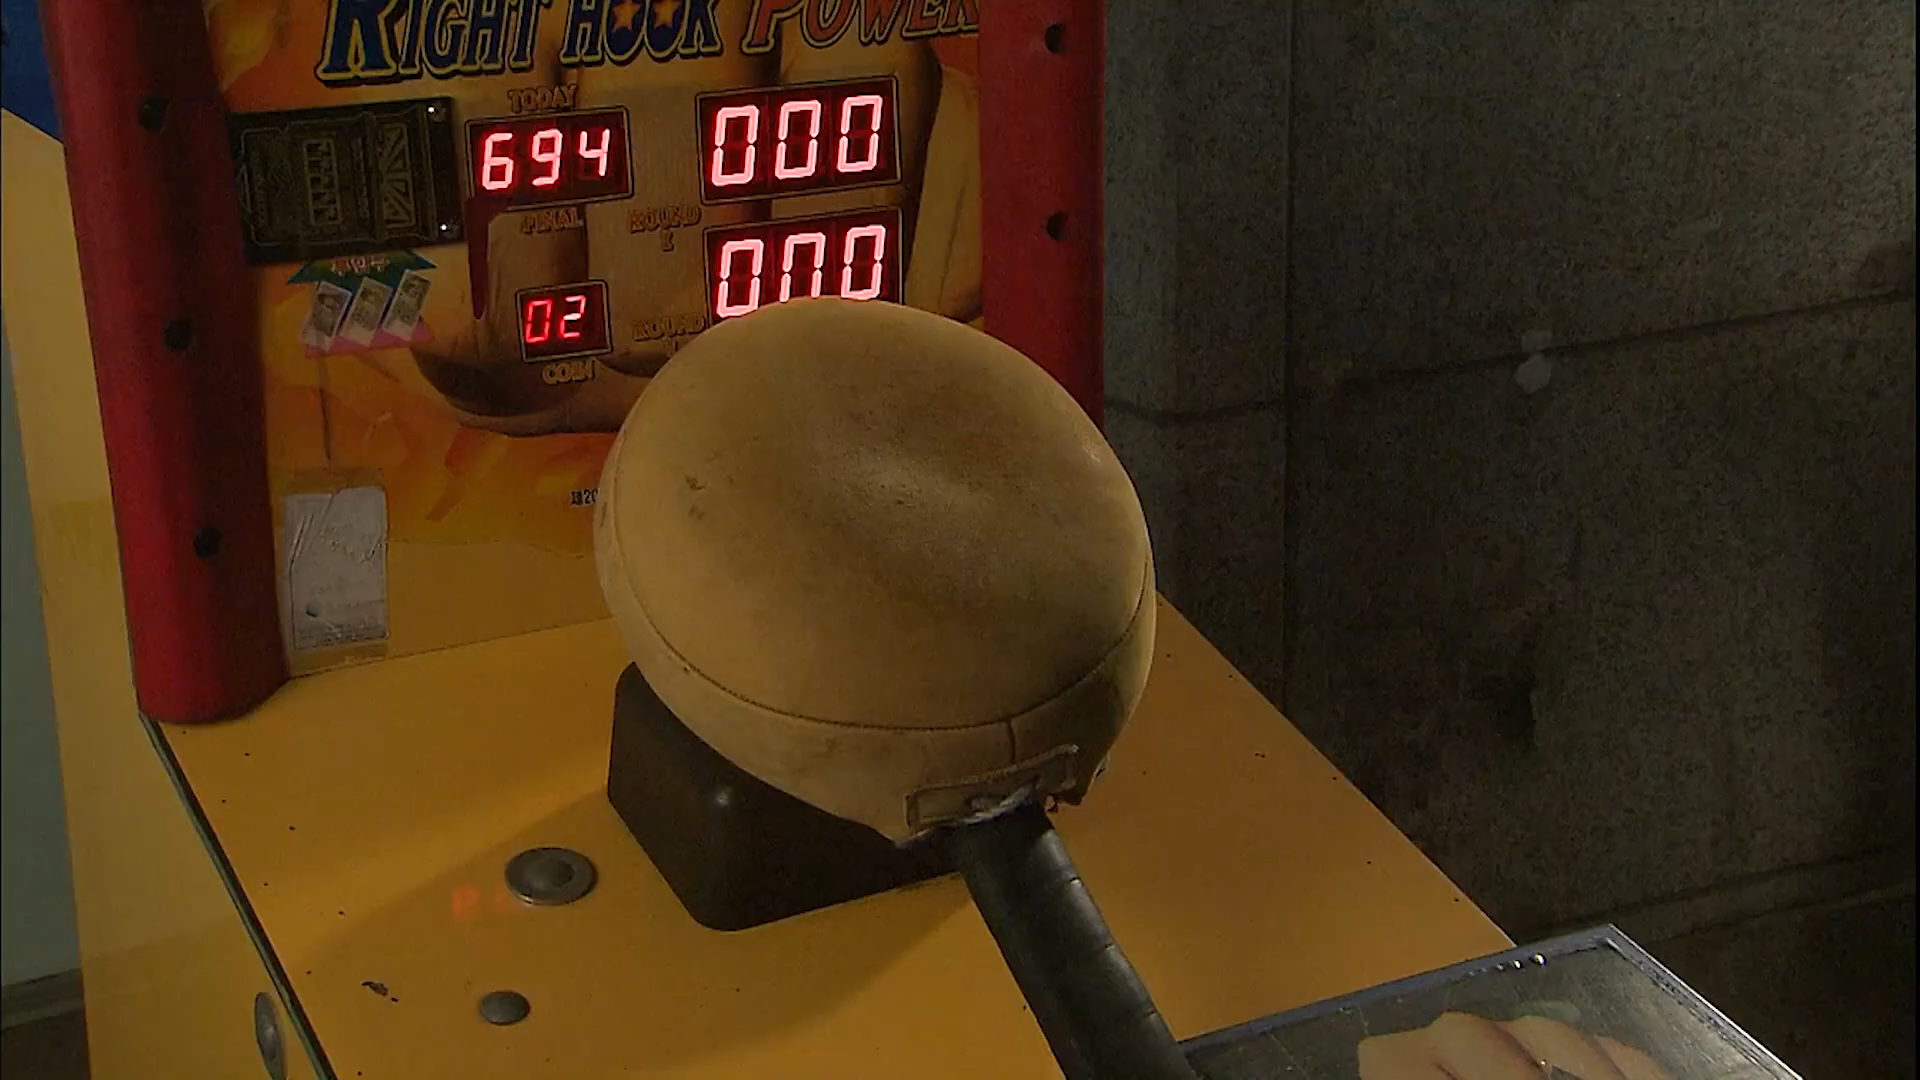 RIGHT HOOK POWER
TODAY
694
000
FINAL
ROUND
000
02
ROUND
COIN